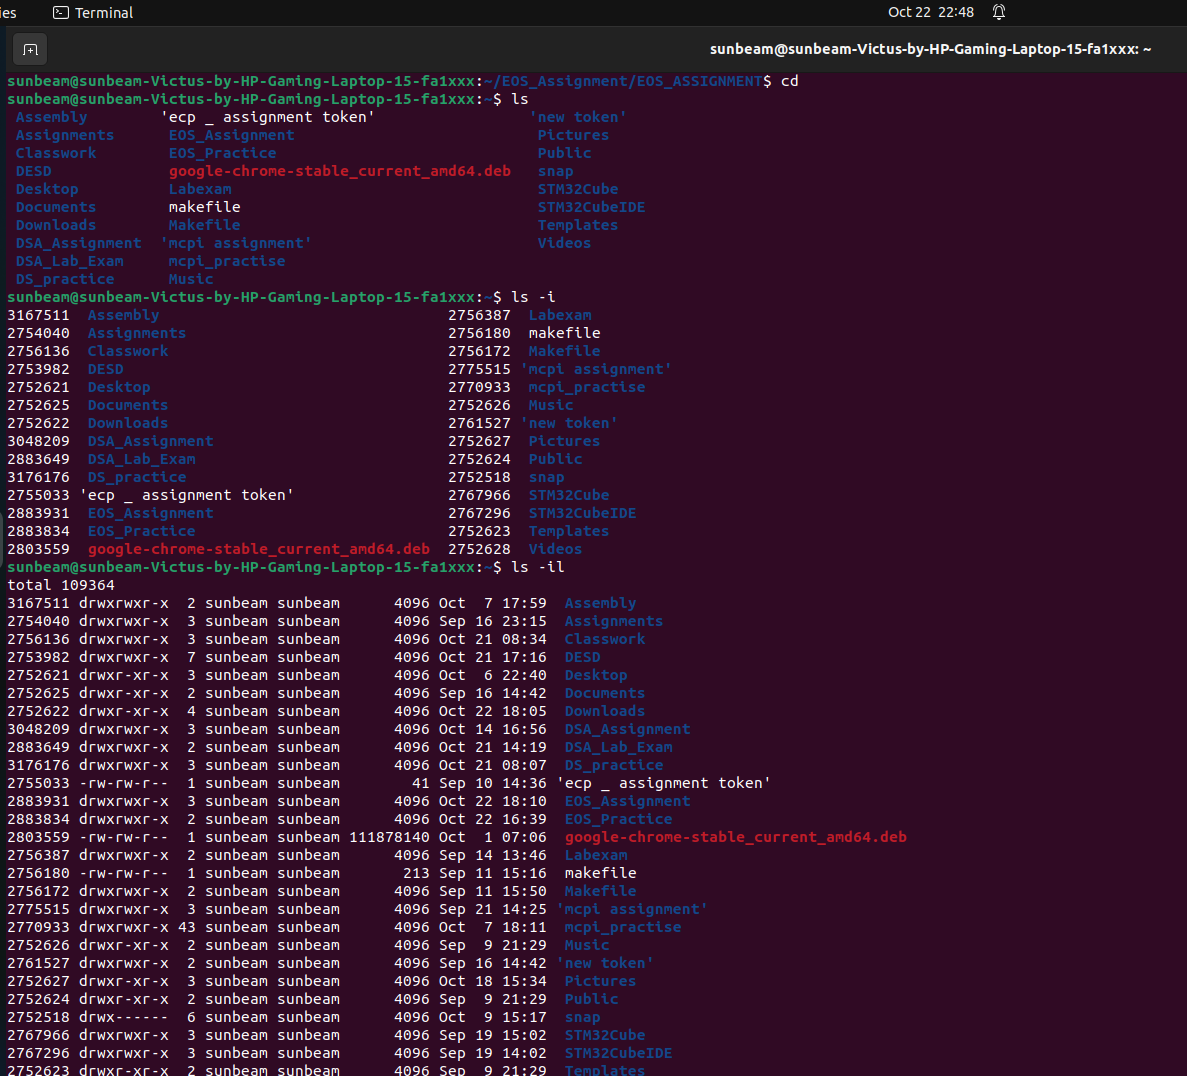 ies Terminal Oct 22 22:48
sunbeam@sunbeam-Victus-by-HP-Gaming-Laptop-15-fa1xxx: ~
sunbeam@sunbeam-Victus-by-HP-Gaming-Laptop-15-fa1xxx:~/EOS_Assignment/EOS_ASSIGNMENT$ cd
sunbeam@sunbeam-Victus-by-HP-Gaming-Laptop-15-fa1xxx:~$ ls
Assembly 'ecp _ assignment token' 'new token'
Assignments EOS_Assignment Pictures
Classwork EOS_Practice Public
DESD google-chrome-stable_current_amd64.deb snap
Desktop Labexam STM32Cube
Documents makefile STM32CubeIDE
Downloads Makefile Templates
DSA_Assignment 'mcpi assignment' Videos
DSA_Lab_Exam mcpi_practise
DS_practice Music
sunbeam@sunbeam-Victus-by-HP-Gaming-Laptop-15-fa1xxx:~$ ls -i
3167511 Assembly 2756387 Labexam
2754040 Assignments 2756180 makefile
2756136 Classwork 2756172 Makefile
2753982 DESD 2775515 'mcpi assignment'
2752621 Desktop 2770933 mcpi_practise
2752625 Documents 2752626 Music
2752622 Downloads 2761527 'new token'
3048209 DSA_Assignment 2752627 Pictures
2883649 DSA_Lab_Exam 2752624 Public
3176176 DS_practice 2752518 snap
2755033 'ecp _ assignment token' 2767966 STM32Cube
2883931 EOS_Assignment 2767296 STM32CubeIDE
2883834 EOS_Practice 2752623 Templates
2803559 google-chrome-stable_current_amd64.deb 2752628 Videos
sunbeam@sunbeam-Victus-by-HP-Gaming-Laptop-15-fa1xxx:~$ ls -il
total 109364
3167511 drwxrwxr-x 2 sunbeam sunbeam 4096 Oct 7 17:59 Assembly
2754040 drwxrwxr-x 3 sunbeam sunbeam 4096 Sep 16 23:15 Assignments
2756136 drwxrwxr-x 3 sunbeam sunbeam 4096 Oct 21 08:34 Classwork
2753982 drwxrwxr-x 7 sunbeam sunbeam 4096 Oct 21 17:16 DESD
2752621 drwxr-xr-x 3 sunbeam sunbeam 4096 Oct 6 22:40 Desktop
2752625 drwxr-xr-x 2 sunbeam sunbeam 4096 Sep 16 14:42 Documents
2752622 drwxr-xr-x 4 sunbeam sunbeam 4096 Oct 22 18:05 Downloads
3048209 drwxrwxr-x 3 sunbeam sunbeam 4096 Oct 14 16:56 DSA_Assignment
2883649 drwxrwxr-x 2 sunbeam sunbeam 4096 Oct 21 14:19 DSA_Lab_Exam
3176176 drwxrwxr-x 3 sunbeam sunbeam 4096 Oct 21 08:07 DS_practice
2755033 -rw-rw-r-- 1 sunbeam sunbeam 41 Sep 10 14:36 'ecp _ assignment token'
2883931 drwxrwxr-x 3 sunbeam sunbeam 4096 Oct 22 18:10 EOS_Assignment
2883834 drwxrwxr-x 2 sunbeam sunbeam 4096 Oct 22 16:39 EOS_Practice
2803559 -rw-rw-r-- 1 sunbeam sunbeam 111878140 Oct 1 07:06 google-chrome-stable_current_amd64.deb
2756387 drwxrwxr-x 2 sunbeam sunbeam 4096 Sep 14 13:46 Labexam
2756180 -rw-rw-r-- 1 sunbeam sunbeam 213 Sep 11 15:16 makefile
2756172 drwxrwxr-x 2 sunbeam sunbeam 4096 Sep 11 15:50 Makefile
2775515 drwxrwxr-x 3 sunbeam sunbeam 4096 Sep 21 14:25 'mcpi assignment'
2770933 drwxrwxr-x 43 sunbeam sunbeam 4096 Oct 7 18:11 mcpi_practise
2752626 drwxr-xr-x 2 sunbeam sunbeam 4096 Sep 9 21:29 Music
2761527 drwxrwxr-x 2 sunbeam sunbeam 4096 Sep 16 14:42 'new token'
2752627 drwxr-xr-x 3 sunbeam sunbeam 4096 Oct 18 15:34 Pictures
2752624 drwxr-xr-x 2 sunbeam sunbeam 4096 Sep 9 21:29 Public
2752518 drwx------ 6 sunbeam sunbeam 4096 Oct 9 15:17 snap
2767966 drwxrwxr-x 3 sunbeam sunbeam 4096 Sep 19 15:02 STM32Cube
2767296 drwxrwxr-x 3 sunbeam sunbeam 4096 Sep 19 14:02 STM32CubeIDE
2752623 drwxr-xr-x 2 sunbeam sunbeam 4096 Sep 9 21:29 Templates